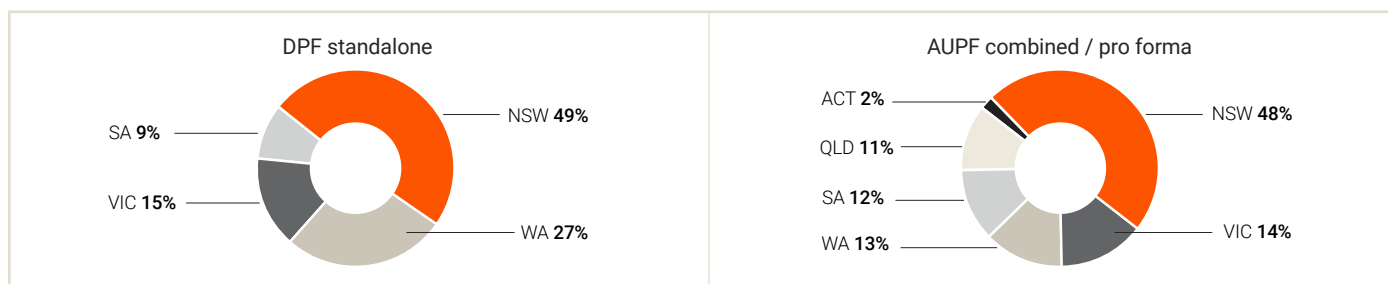 DPF standalone
NSW 49%
SA 9%
VIC 15%
WA 27%
AUPF combined / pro forma
ACT 2%
NSW 48%
QLD 11%
SA 12%
WA 13%
VIC 14%